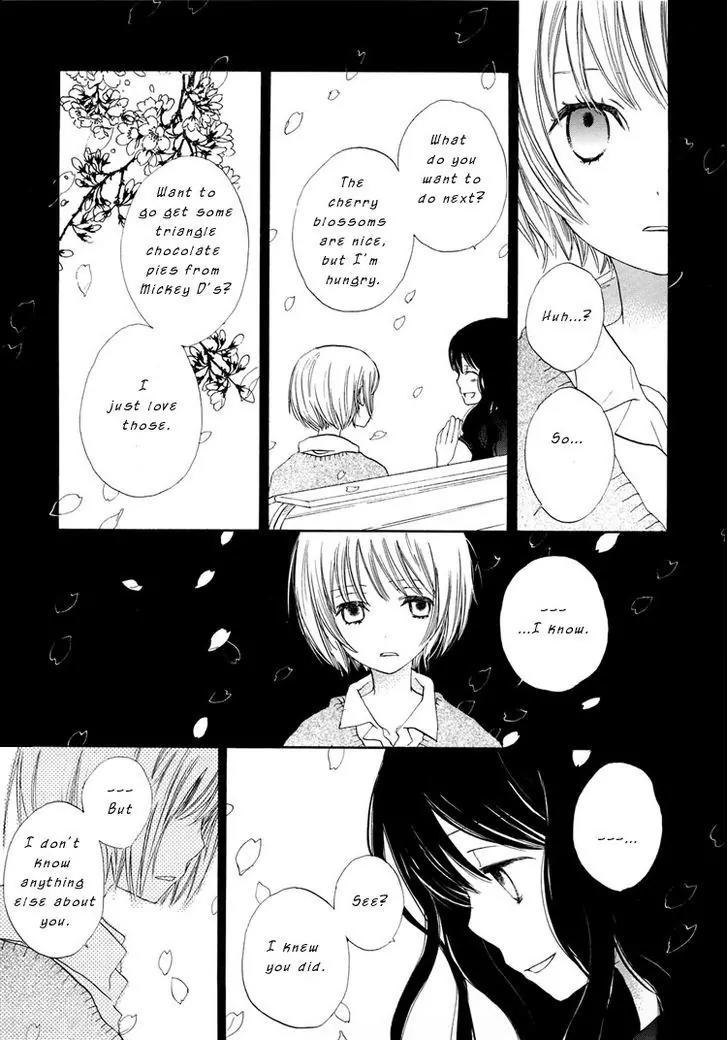 Huh...?
So...
What
do you
want to
do next?
The
cherry
blossoms
are nice,
but I'm
hungry.
Want to
go get some
triangle
chocolate
pies from
Mickey D's?
I
just love
those.
---
...I know.
---...
See?
I knew
you did.
---
But
I don't
know
anything
else about
you.